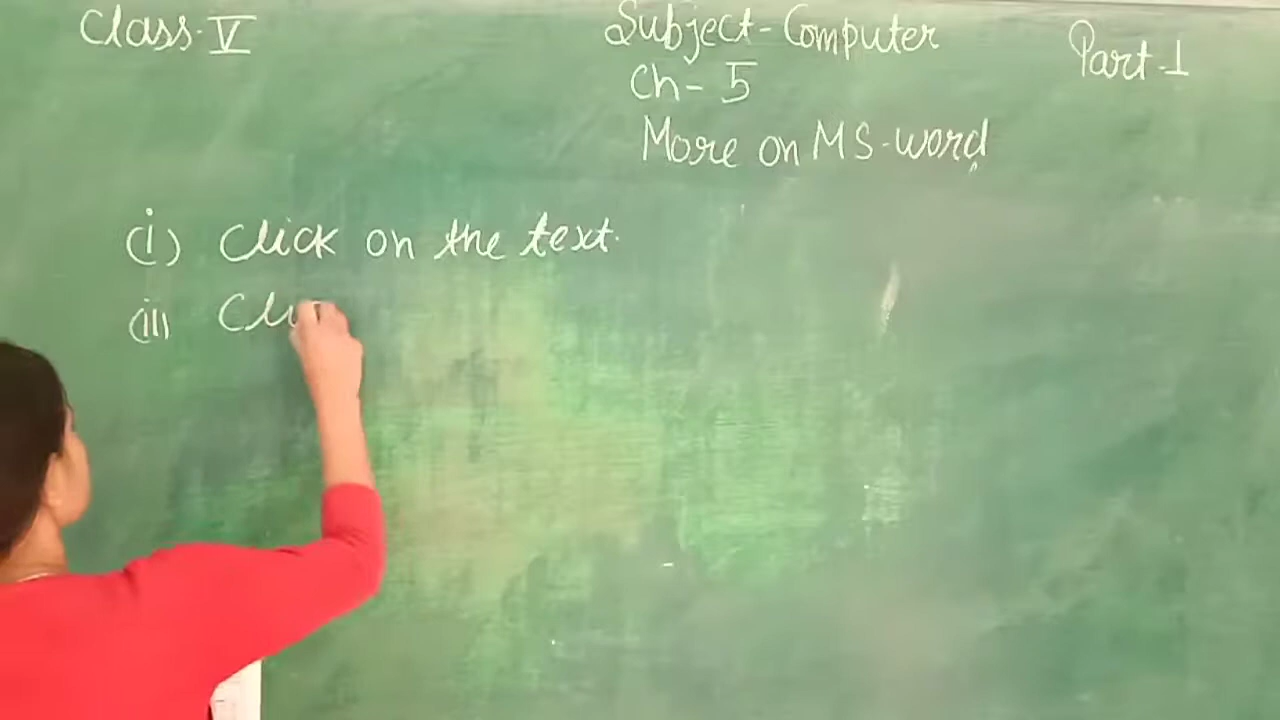 Class-V
Subject-Computer
Part-1
Ch-5
More on MS-word
(i) Click on the text.
(ii)